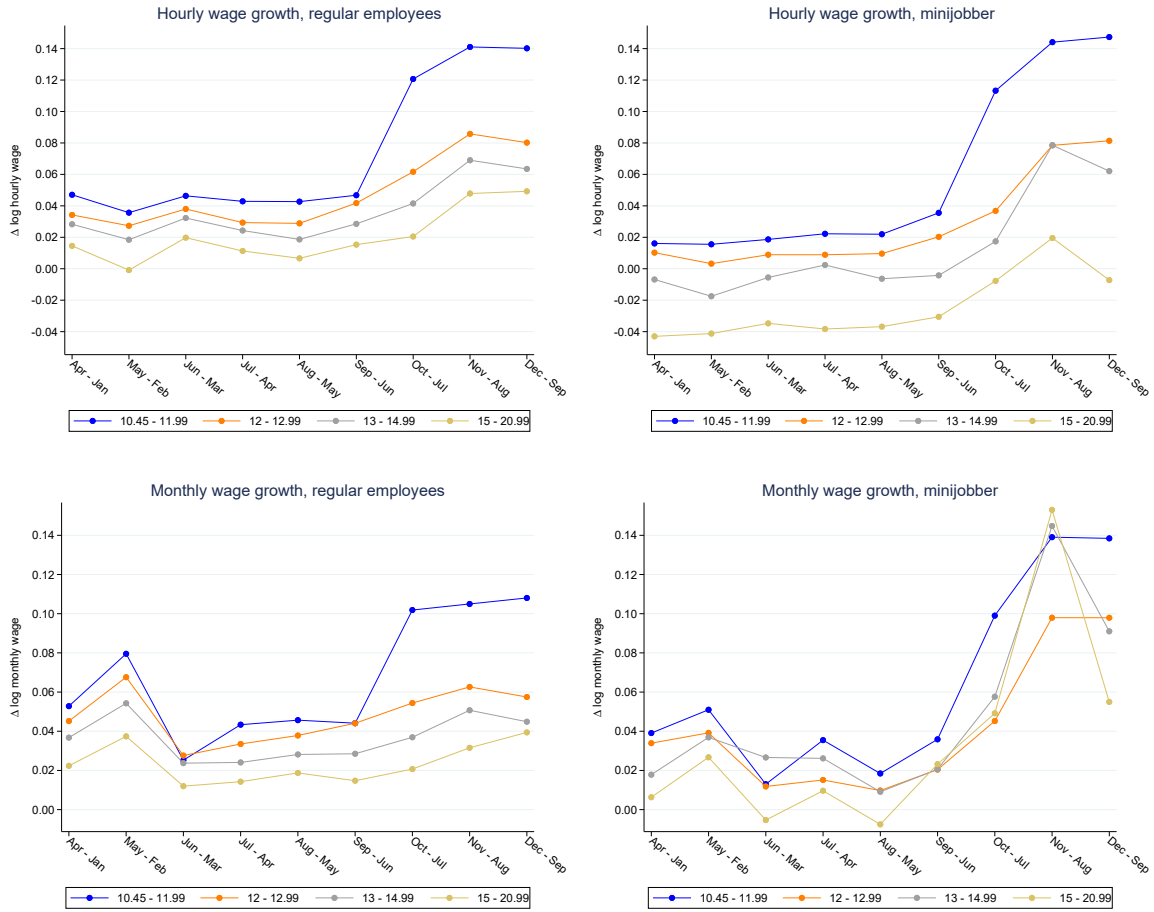 Hourly wage growth, regular employees
Δ log hourly wage
0.14
0.12
0.10
0.08
0.06
0.04
0.02
0.00
-0.02
-0.04
Apr - Jan
May - Feb
Jun - Mar
Jul - Apr
Aug - May
Sep - Jun
Oct - Jul
Nov - Aug
Dec - Sep
10.45 - 11.99 12 - 12.99 13 - 14.99 15 - 20.99
Hourly wage growth, minijobber
Δ log hourly wage
0.14
0.12
0.10
0.08
0.06
0.04
0.02
0.00
-0.02
-0.04
Apr - Jan
May - Feb
Jun - Mar
Jul - Apr
Aug - May
Sep - Jun
Oct - Jul
Nov - Aug
Dec - Sep
10.45 - 11.99 12 - 12.99 13 - 14.99 15 - 20.99
Monthly wage growth, regular employees
Δ log monthly wage
0.14
0.12
0.10
0.08
0.06
0.04
0.02
0.00
Apr - Jan
May - Feb
Jun - Mar
Jul - Apr
Aug - May
Sep - Jun
Oct - Jul
Nov - Aug
Dec - Sep
10.45 - 11.99 12 - 12.99 13 - 14.99 15 - 20.99
Monthly wage growth, minijobber
Δ log monthly wage
0.14
0.12
0.10
0.08
0.06
0.04
0.02
0.00
Apr - Jan
May - Feb
Jun - Mar
Jul - Apr
Aug - May
Sep - Jun
Oct - Jul
Nov - Aug
Dec - Sep
10.45 - 11.99 12 - 12.99 13 - 14.99 15 - 20.99